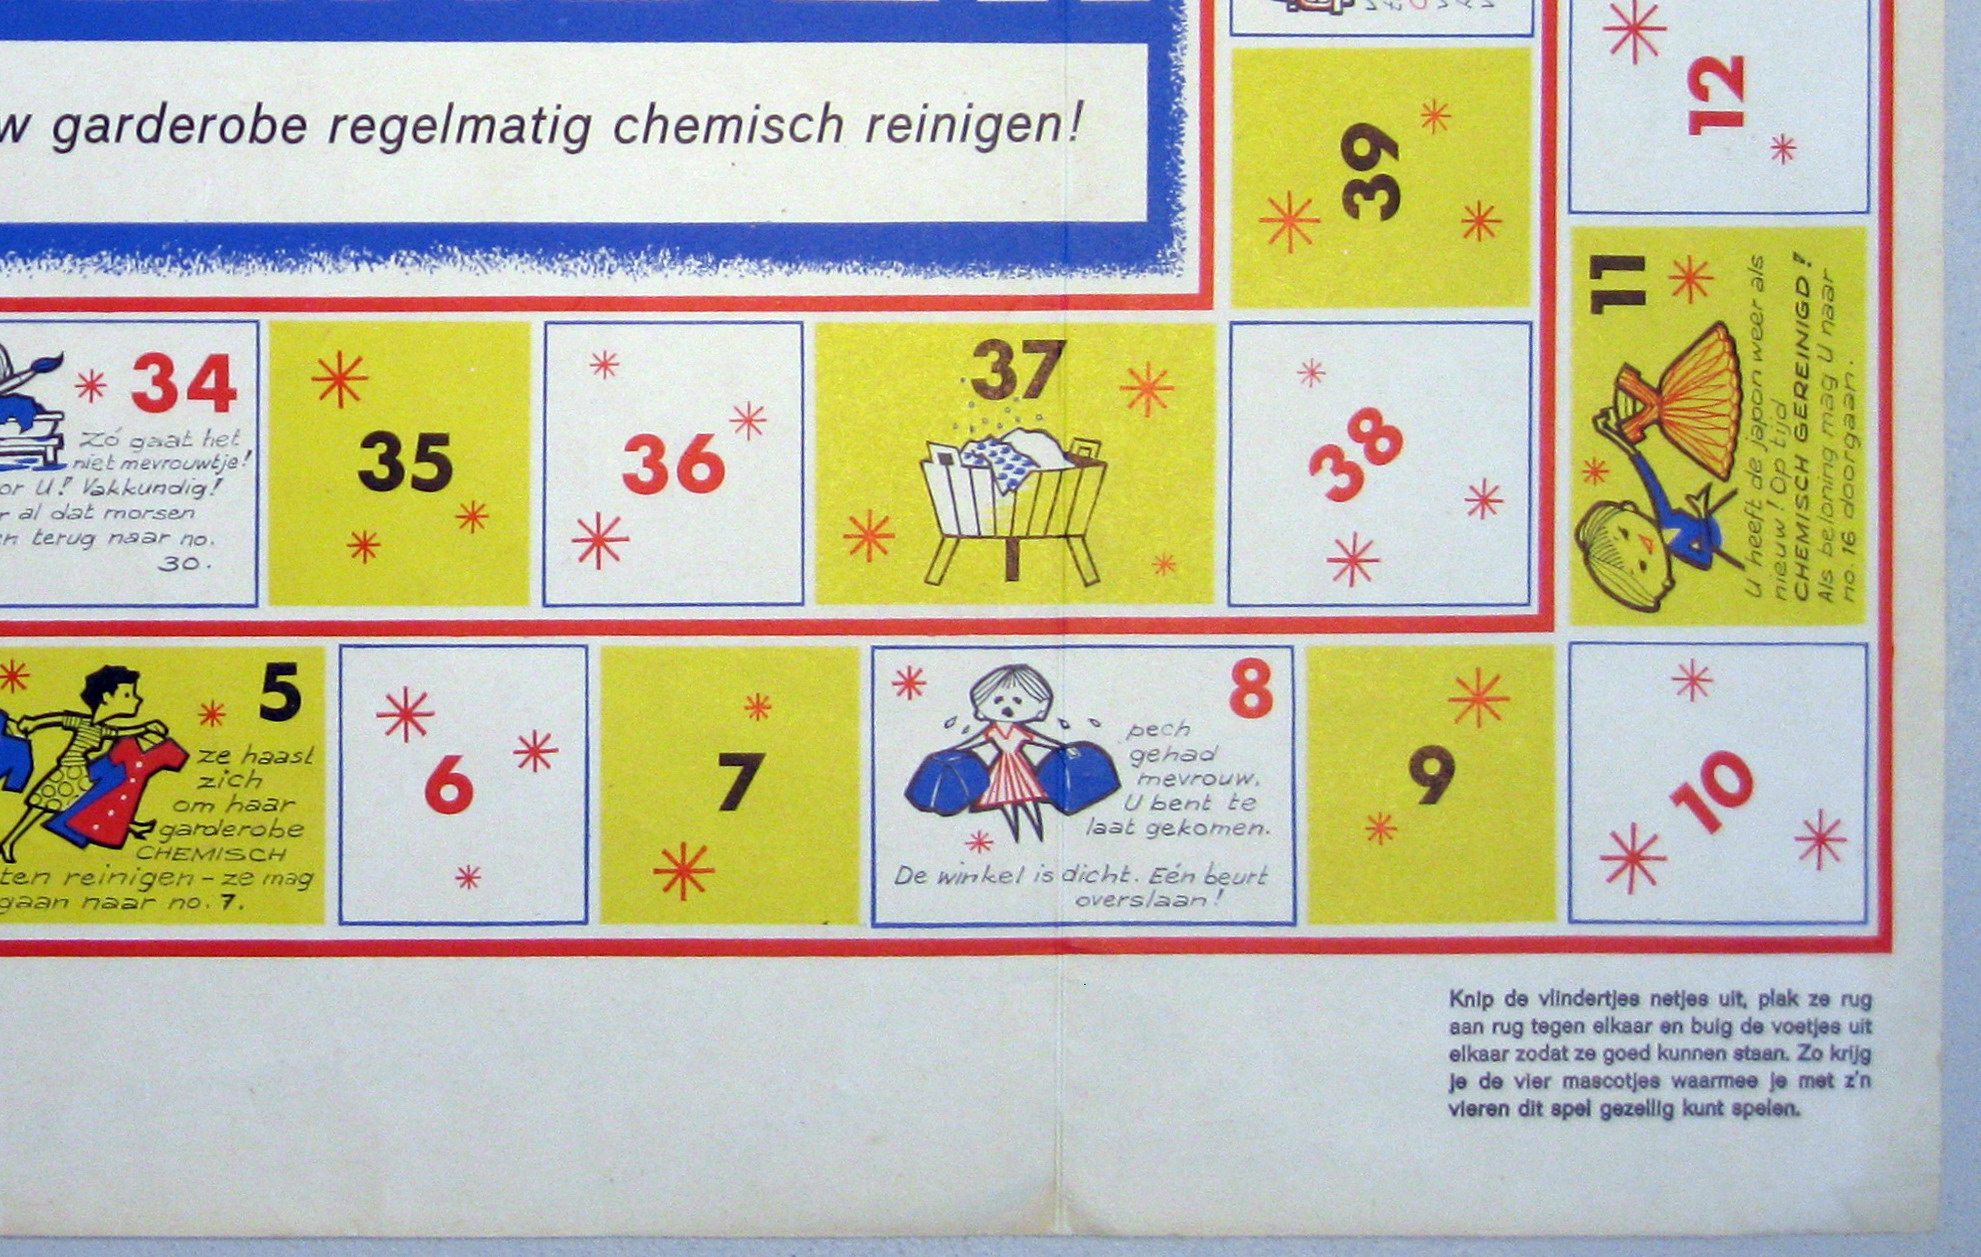 garderobe regelmatig chemisch reinigen!
12
39
11
U heeft de japon weer als
nieuw! Op tijd
CHEMISCH GEREINIGD!
Als beloning mag U naar
no. 16 doorgaan.
34
Zó gaat het
niet mevrouwtje!
U! Vakkundig!
al dat morsen
terug naar no.
30.
35
36
37
38
5
ze haast
zich
om haar
garderobe
CHEMISCH
reinigen - ze mag
gaan naar no. 7.
6
7
8
pech
gehad
mevrouw.
U bent te
laat gekomen.
De winkel is dicht. Eén beurt
overslaan!
9
10
Knip de vlindertjes netjes uit, plak ze rug
aan rug tegen elkaar en buig de voetjes uit
elkaar zodat ze goed kunnen staan. Zo krijg
je de vier mascotjes waarmee je met z'n
vieren dit spel gezellig kunt spelen.